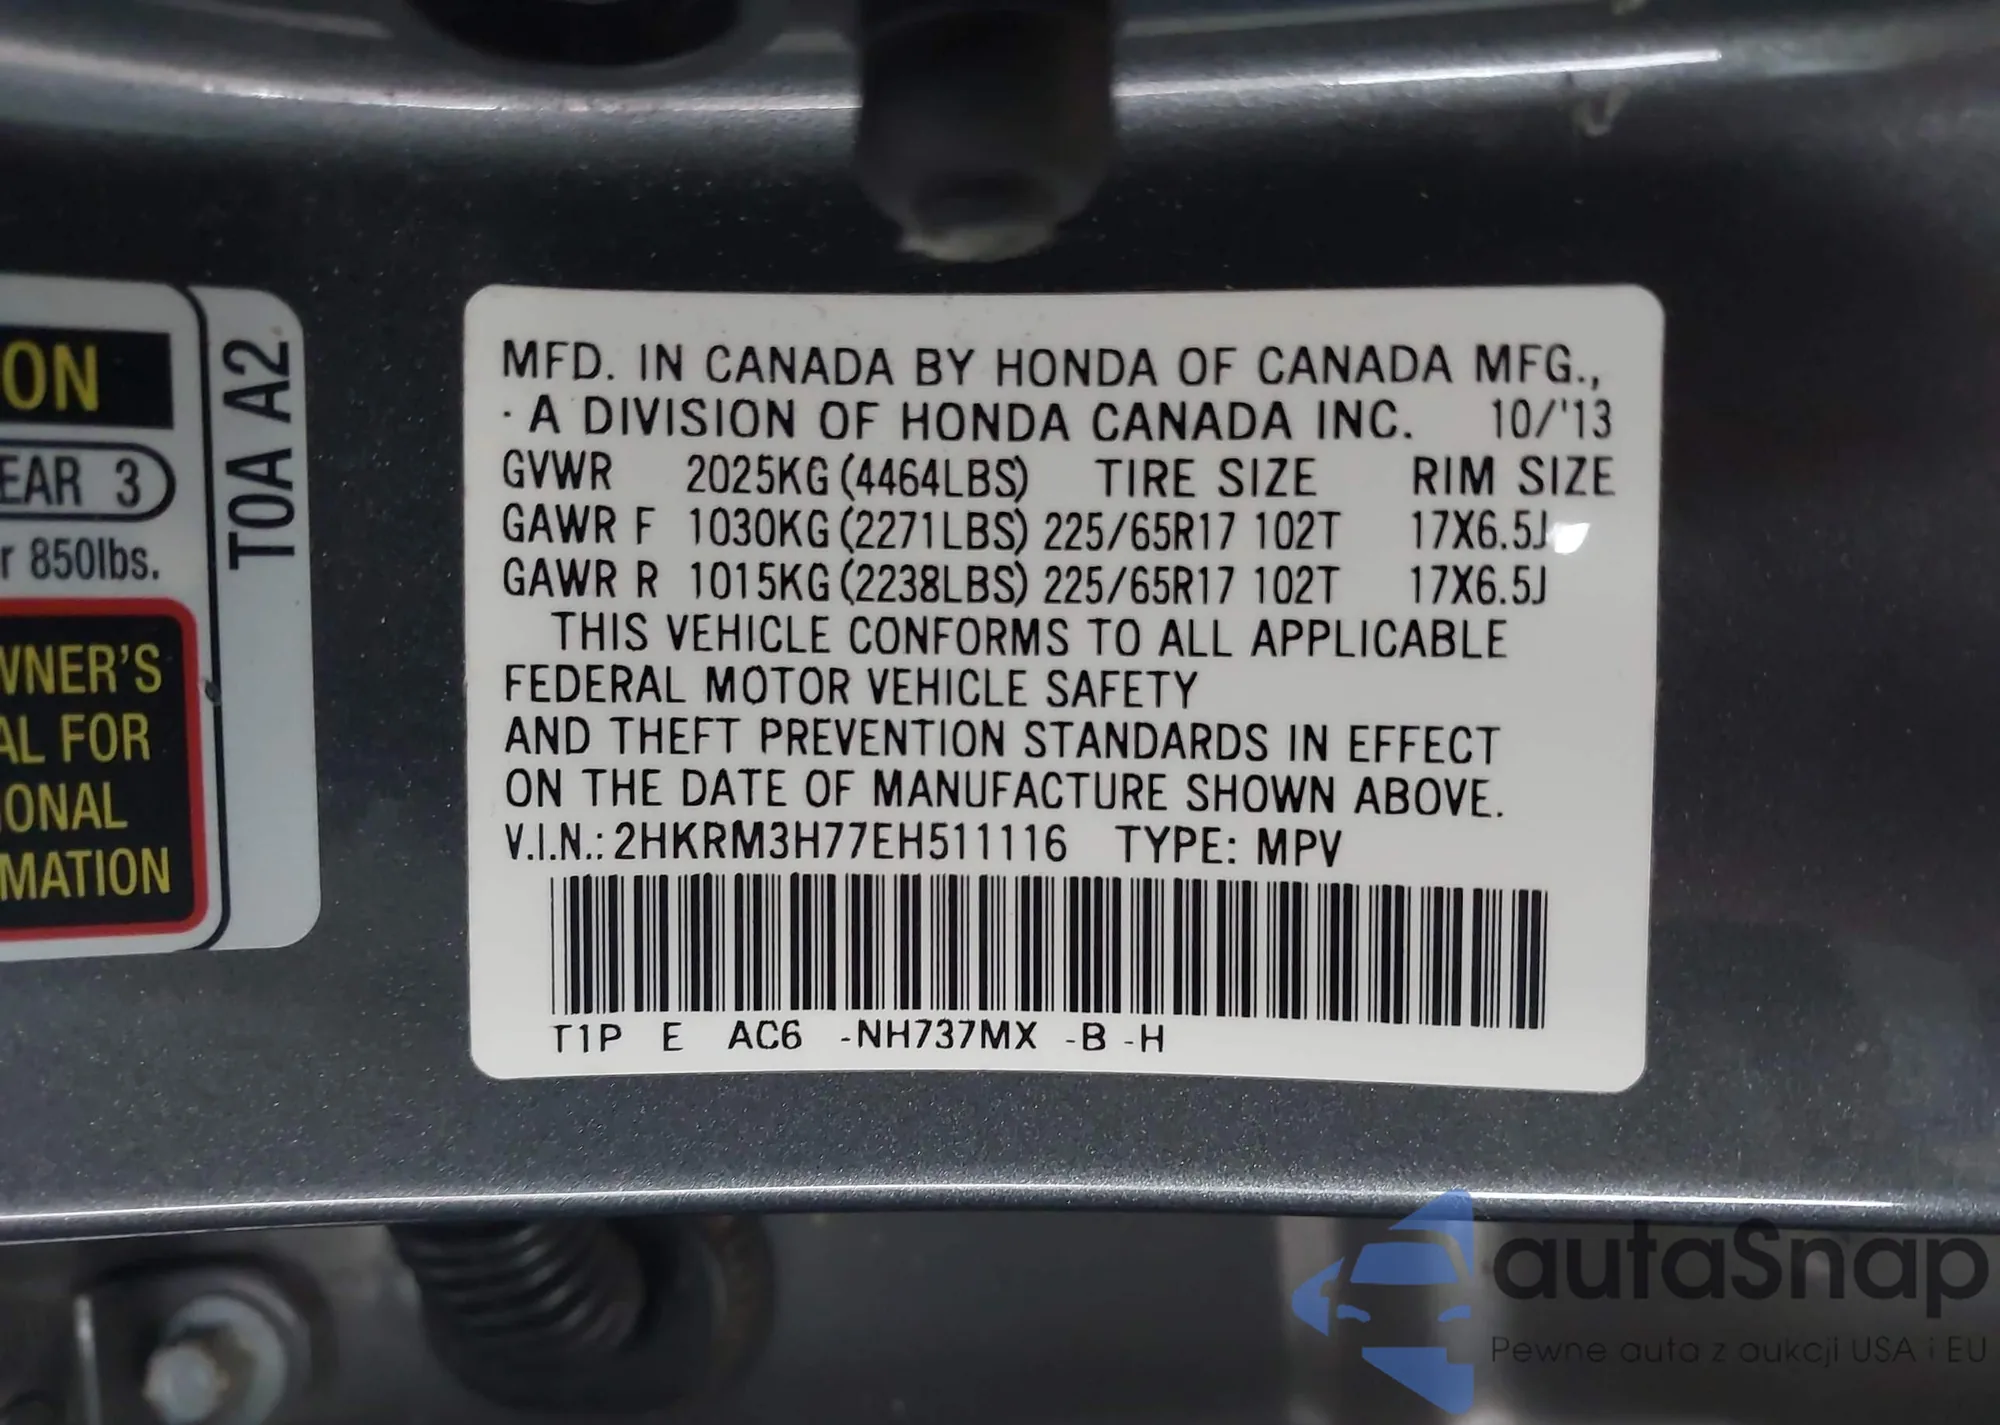 ON
EAR 3
r 850lbs.
WNER'S
AL FOR
IONAL
MATION
T0A A2
MFD. IN CANADA BY HONDA OF CANADA MFG.,
· A DIVISION OF HONDA CANADA INC. 10/'13
GVWR 2025KG (4464LBS) TIRE SIZE RIM SIZE
GAWR F 1030KG (2271LBS) 225/65R17 102T 17X6.5J
GAWR R 1015KG (2238LBS) 225/65R17 102T 17X6.5J
THIS VEHICLE CONFORMS TO ALL APPLICABLE
FEDERAL MOTOR VEHICLE SAFETY
AND THEFT PREVENTION STANDARDS IN EFFECT
ON THE DATE OF MANUFACTURE SHOWN ABOVE.
V.I.N.: 2HKRM3H77EH511116 TYPE: MPV
T1P E AC6 -NH737MX -B -H
autaSnap
Pewne auta z aukcji USA i EU